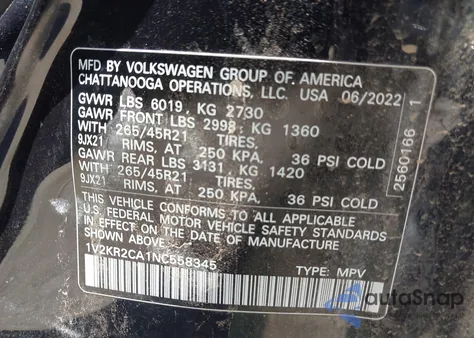 MFD BY VOLKSWAGEN GROUP OF. AMERICA
CHATTANOOGA OPERATIONS, LLC. USA 06/2022
GVWR LBS 6019, KG 2730
GAWR FRONT LBS 2998, KG 1360
WITH 265/45R21 TIRES,
9JX21 RIMS, AT 250 KPA. 36 PSI COLD
GAWR REAR LBS 3131, KG 1420
WITH 265/45R21 TIRES,
9JX21 RIMS, AT 250 KPA. 36 PSI COLD
THIS VEHICLE CONFORMS TO ALL APPLICABLE
U.S. FEDERAL MOTOR VEHICLE SAFETY STANDARDS
IN EFFECT ON THE DATE OF MANUFACTURE SHOWN ABOVE.
1V2KR2CA1NC558345 TYPE: MPV
2560166 1
autoSnap